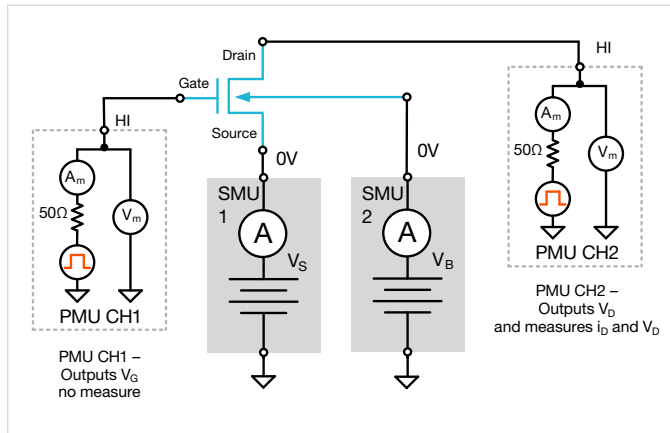 Drain
HI
Gate
HI
Source
0V
0V
Am
50Ω
Vm
PMU CH1
SMU
1
A
VS
SMU
2
A
VB
Am
50Ω
Vm
PMU CH2
PMU CH1 –
Outputs VG
no measure
PMU CH2 –
Outputs VD
and measures iD and VD